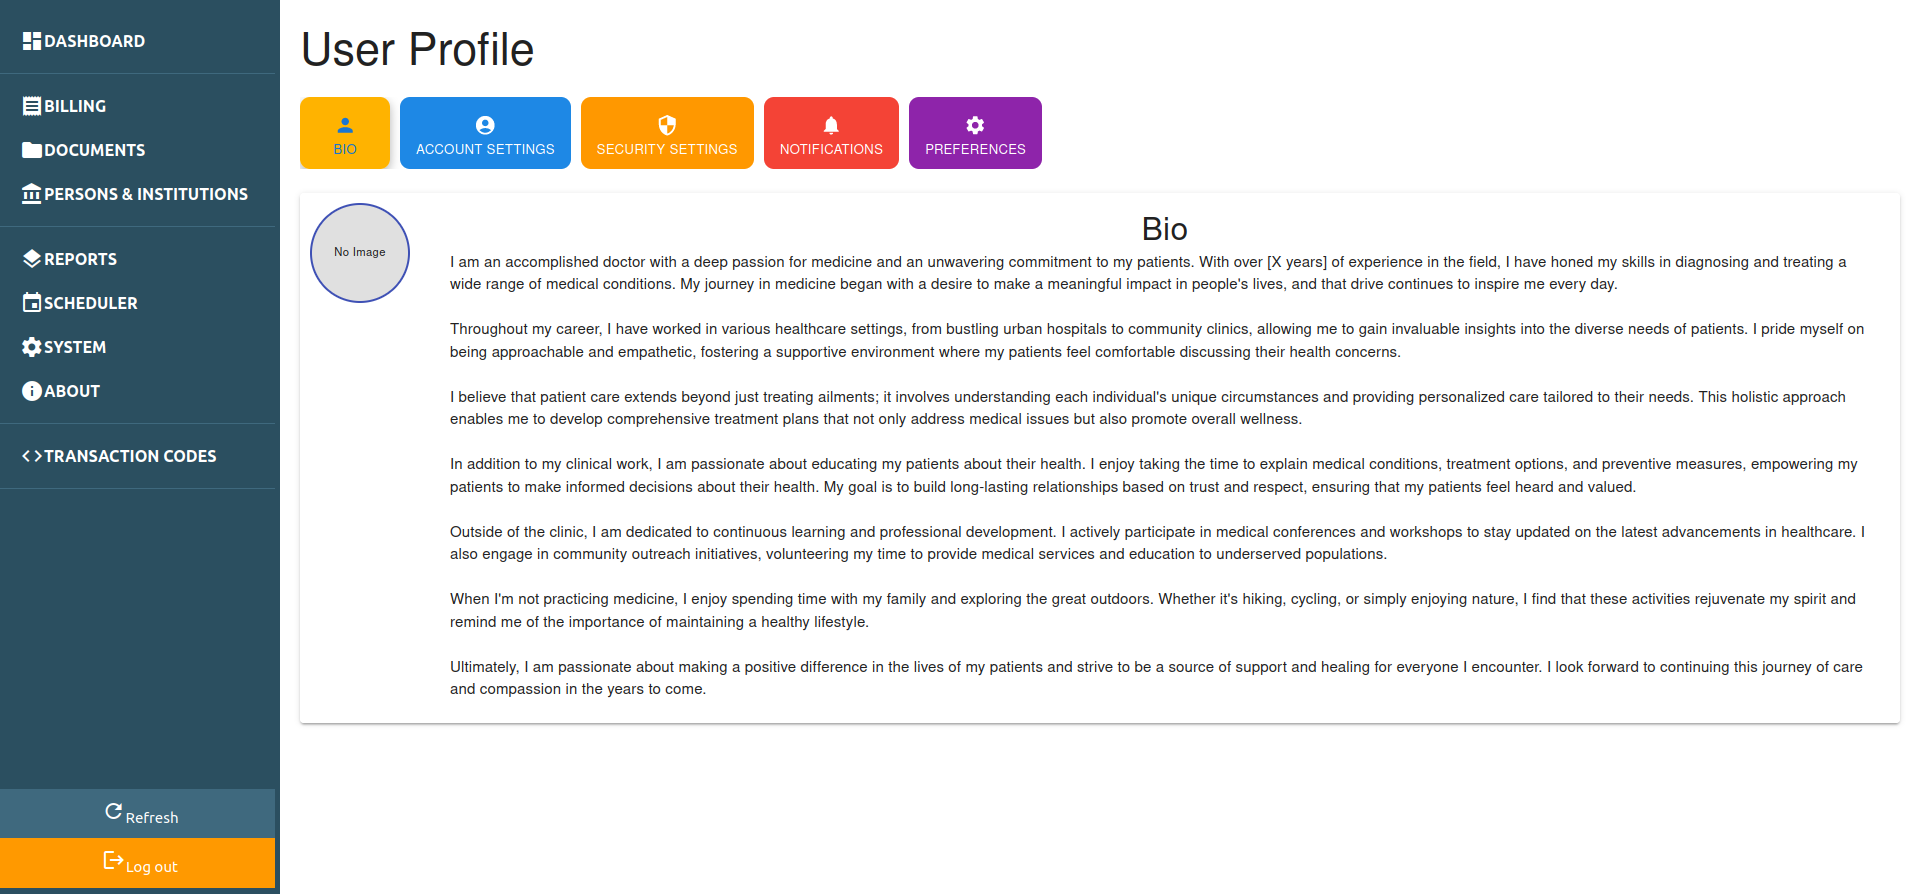 DASHBOARD
BILLING
DOCUMENTS
PERSONS & INSTITUTIONS
REPORTS
SCHEDULER
SYSTEM
ABOUT
TRANSACTION CODES
Refresh
Log out
User Profile
BIO
ACCOUNT SETTINGS
SECURITY SETTINGS
NOTIFICATIONS
PREFERENCES
No Image
Bio
I am an accomplished doctor with a deep passion for medicine and an unwavering commitment to my patients. With over [X years] of experience in the field, I have honed my skills in diagnosing and treating a
wide range of medical conditions. My journey in medicine began with a desire to make a meaningful impact in people's lives, and that drive continues to inspire me every day.
Throughout my career, I have worked in various healthcare settings, from bustling urban hospitals to community clinics, allowing me to gain invaluable insights into the diverse needs of patients. I pride myself on
being approachable and empathetic, fostering a supportive environment where my patients feel comfortable discussing their health concerns.
I believe that patient care extends beyond just treating ailments; it involves understanding each individual's unique circumstances and providing personalized care tailored to their needs. This holistic approach
enables me to develop comprehensive treatment plans that not only address medical issues but also promote overall wellness.
In addition to my clinical work, I am passionate about educating my patients about their health. I enjoy taking the time to explain medical conditions, treatment options, and preventive measures, empowering my
patients to make informed decisions about their health. My goal is to build long-lasting relationships based on trust and respect, ensuring that my patients feel heard and valued.
Outside of the clinic, I am dedicated to continuous learning and professional development. I actively participate in medical conferences and workshops to stay updated on the latest advancements in healthcare. I
also engage in community outreach initiatives, volunteering my time to provide medical services and education to underserved populations.
When I'm not practicing medicine, I enjoy spending time with my family and exploring the great outdoors. Whether it's hiking, cycling, or simply enjoying nature, I find that these activities rejuvenate my spirit and
remind me of the importance of maintaining a healthy lifestyle.
Ultimately, I am passionate about making a positive difference in the lives of my patients and strive to be a source of support and healing for everyone I encounter. I look forward to continuing this journey of care
and compassion in the years to come.